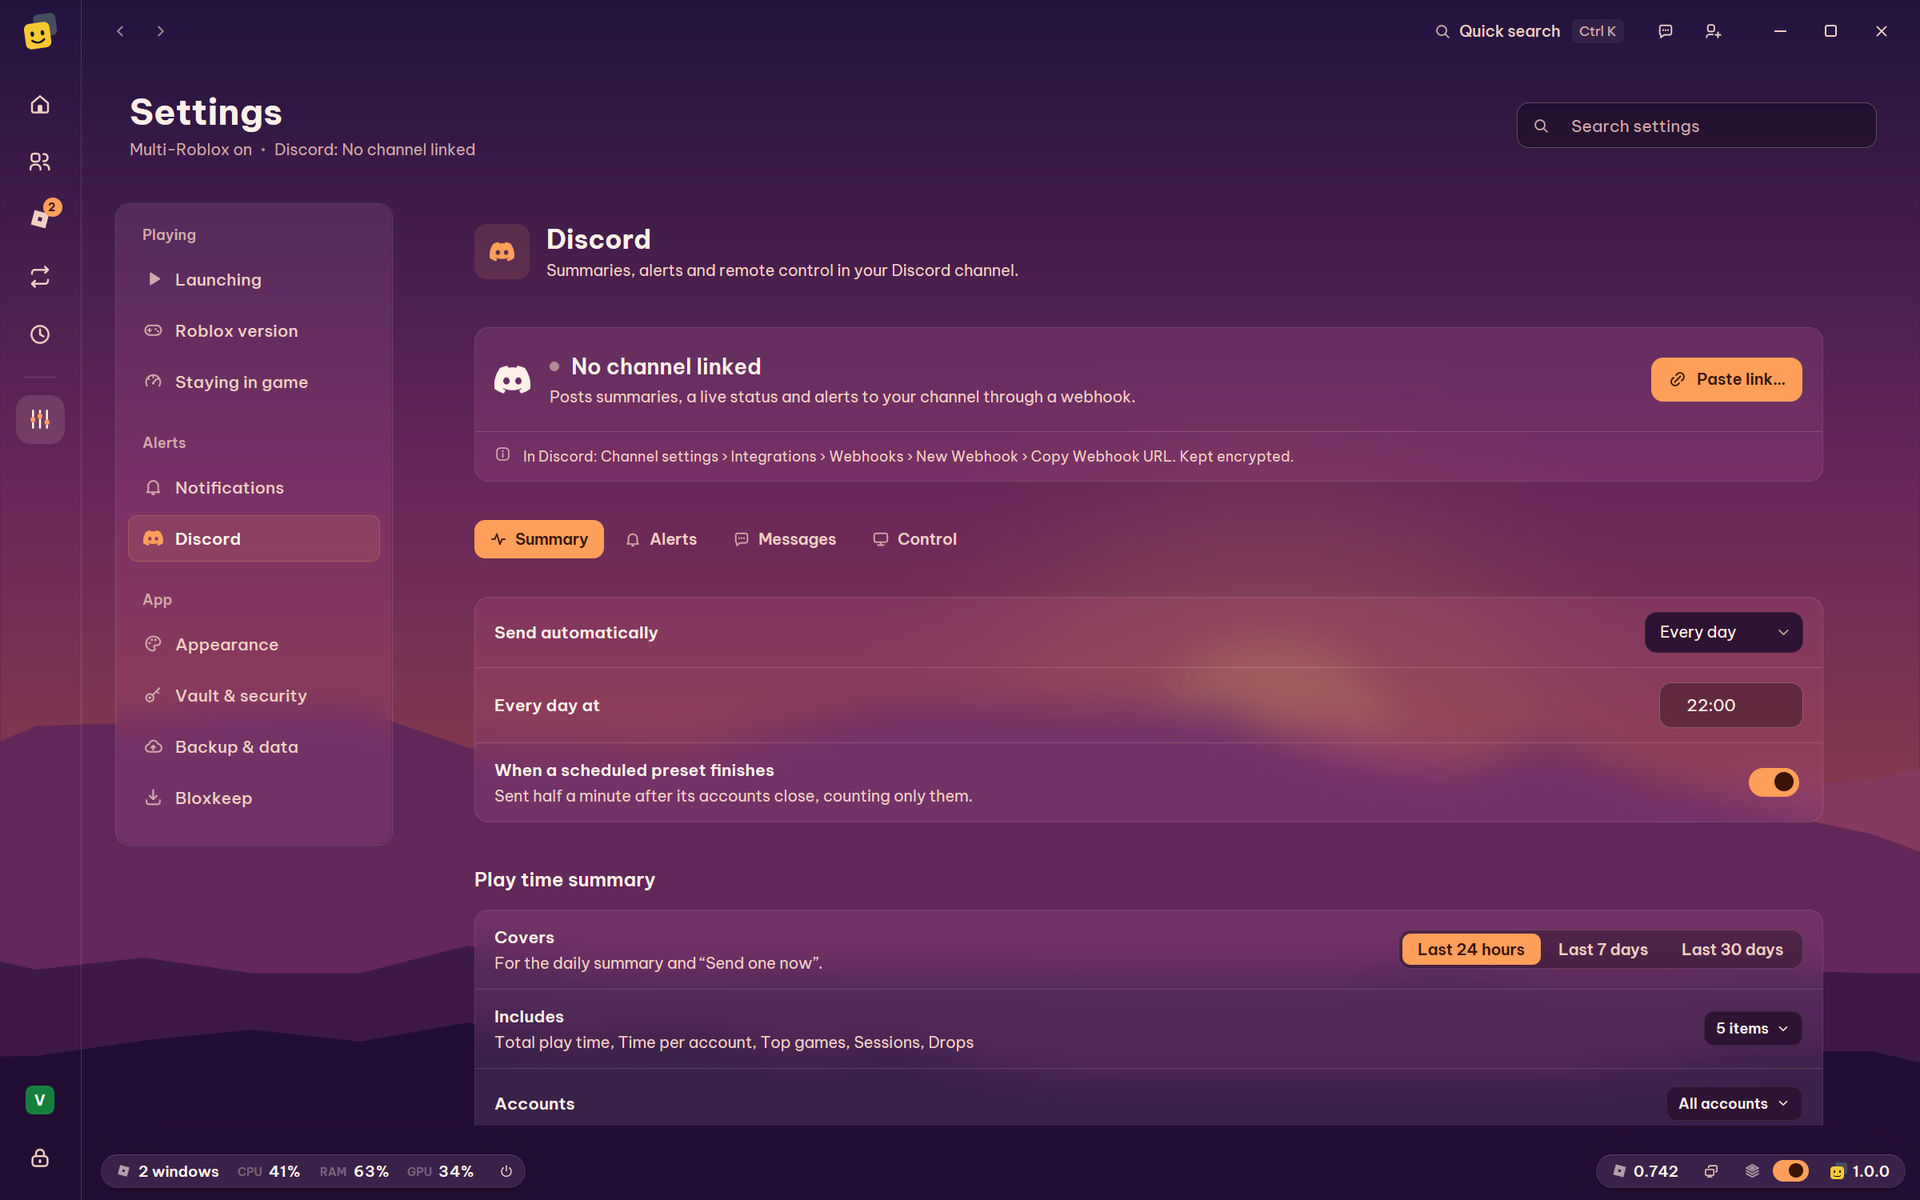 Quick search Ctrl K
Settings
Multi-Roblox on • Discord: No channel linked
Search settings
2
Playing
Launching
Roblox version
Staying in game
Alerts
Notifications
Discord
App
Appearance
Vault & security
Backup & data
Bloxkeep
Discord
Summaries, alerts and remote control in your Discord channel.
No channel linked
Posts summaries, a live status and alerts to your channel through a webhook.
Paste link...
In Discord: Channel settings › Integrations › Webhooks › New Webhook › Copy Webhook URL. Kept encrypted.
Summary Alerts Messages Control
Send automatically
Every day
Every day at
22:00
When a scheduled preset finishes
Sent half a minute after its accounts close, counting only them.
Play time summary
Covers
For the daily summary and “Send one now”.
Last 24 hours Last 7 days Last 30 days
Includes
Total play time, Time per account, Top games, Sessions, Drops
5 items
Accounts
All accounts
V
2 windows CPU 41% RAM 63% GPU 34%
0.742 1.0.0